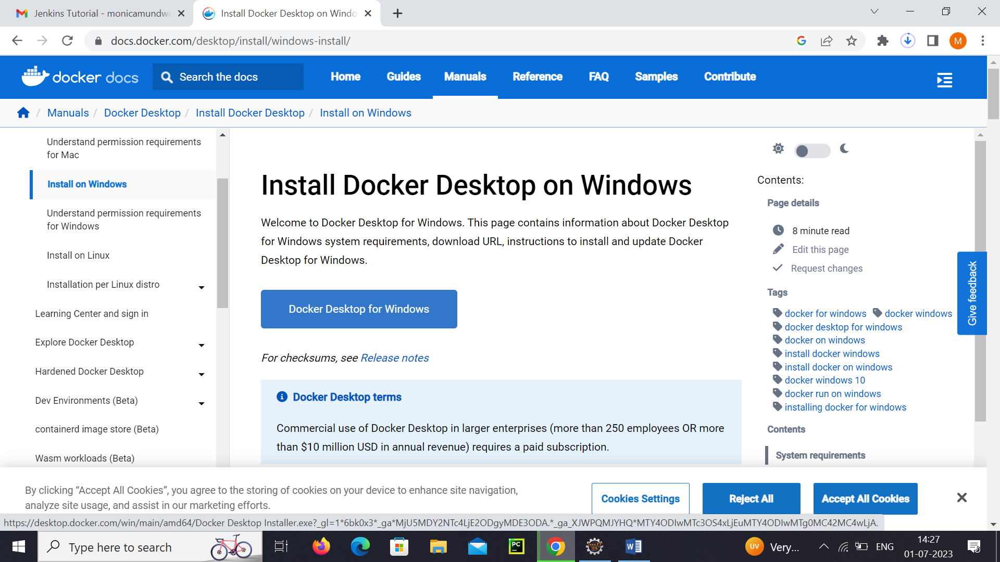 Jenkins Tutorial - monicamundwa
Install Docker Desktop on Windo
docs.docker.com/desktop/install/windows-install/
M
docker docs
Search the docs
Home
Guides
Manuals
Reference
FAQ
Samples
Contribute
/ Manuals / Docker Desktop / Install Docker Desktop / Install on Windows
Understand permission requirements
for Mac
Install on Windows
Understand permission requirements
for Windows
Install on Linux
Installation per Linux distro
Learning Center and sign in
Explore Docker Desktop
Hardened Docker Desktop
Dev Environments (Beta)
containerd image store (Beta)
Wasm workloads (Beta)
Install Docker Desktop on Windows
Welcome to Docker Desktop for Windows. This page contains information about Docker Desktop
for Windows system requirements, download URL, instructions to install and update Docker
Desktop for Windows.
Docker Desktop for Windows
For checksums, see Release notes
Docker Desktop terms
Commercial use of Docker Desktop in larger enterprises (more than 250 employees OR more
than $10 million USD in annual revenue) requires a paid subscription.
Contents:
Page details
8 minute read
Edit this page
Request changes
Tags
docker for windows docker windows
docker desktop for windows
docker on windows
install docker windows
install docker on windows
docker windows 10
docker run on windows
installing docker for windows
Contents
System requirements
Give feedback
By clicking “Accept All Cookies”, you agree to the storing of cookies on your device to enhance site navigation,
analyze site usage, and assist in our marketing efforts.
Cookies Settings
Reject All
Accept All Cookies
https://desktop.docker.com/win/main/amd64/Docker Desktop Installer.exe?_gl=1*6bk0x3*_ga*MjU5MDY2NTc4LjE2ODgyMDE3ODA.*_ga_XJWPQMJYHQ*MTY4ODIwMTc3OS4xLjEuMTY4ODIwMTg0MC42MC4wLjA.
Type here to search
PC
Java EE
IDE
W
UV
Very...
ENG
14:27
01-07-2023